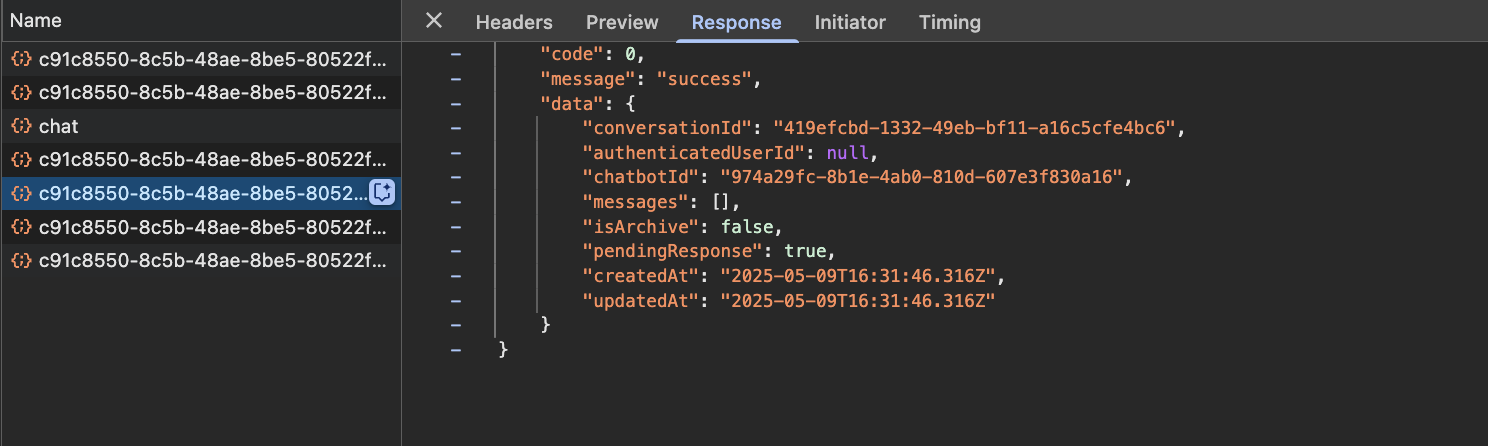 Name
c91c8550-8c5b-48ae-8be5-80522f...
c91c8550-8c5b-48ae-8be5-80522f...
chat
c91c8550-8c5b-48ae-8be5-80522f...
c91c8550-8c5b-48ae-8be5-8052...
c91c8550-8c5b-48ae-8be5-80522f...
c91c8550-8c5b-48ae-8be5-80522f...
Headers Preview Response Initiator Timing
"code": 0,
"message": "success",
"data": {
"conversationId": "419efcbd-1332-49eb-bf11-a16c5cfe4bc6",
"authenticatedUserId": null,
"chatbotId": "974a29fc-8b1e-4ab0-810d-607e3f830a16",
"messages": [],
"isArchive": false,
"pendingResponse": true,
"createdAt": "2025-05-09T16:31:46.316Z",
"updatedAt": "2025-05-09T16:31:46.316Z"
}
}